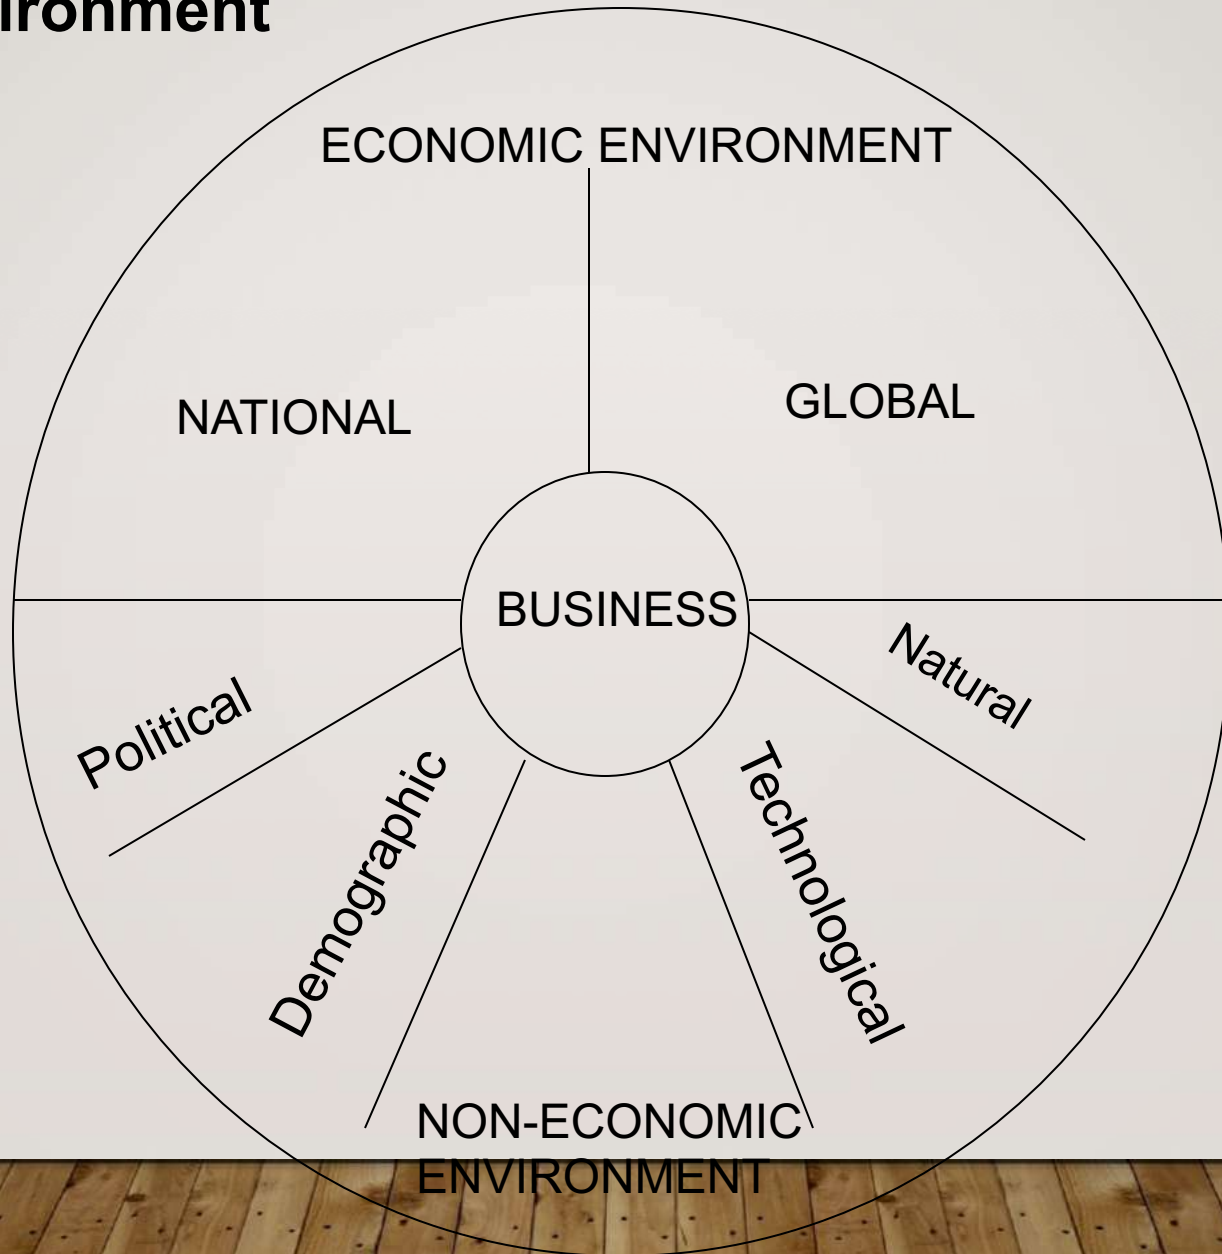 ironment
ECONOMIC ENVIRONMENT
NATIONAL
GLOBAL
BUSINESS
Political
Natural
Demographic
Technological
NON-ECONOMIC
ENVIRONMENT